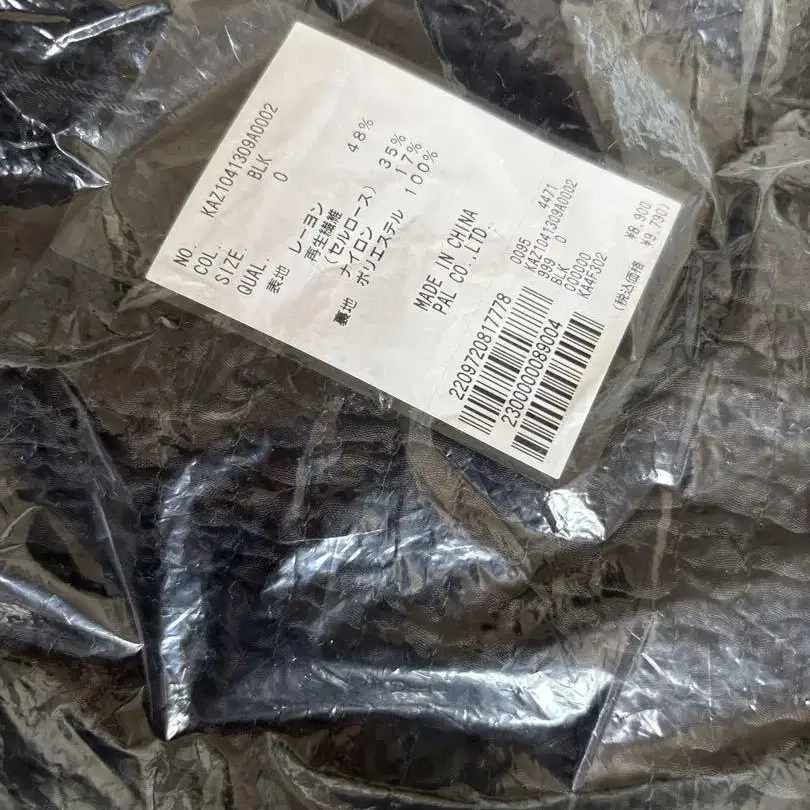 NO. KAZ1041309A0002
COL. BLK
SIZE. 0
QUAL.
表地 レーヨン 48%
再生繊維
(セルロース) 35%
ナイロン 17%
裏地 ポリエステル 100%
MADE IN CHINA
PAL CO.,LTD.
0095 4471
KAZ1041309A0002
999 0
BLK
000000
KA4F302
2209720817778
2300000089004
¥8,900
(税込価格 ¥9,790)